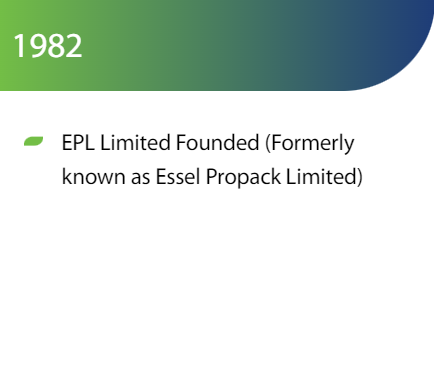 1982
EPL Limited Founded (Formerly
known as Essel Propack Limited)